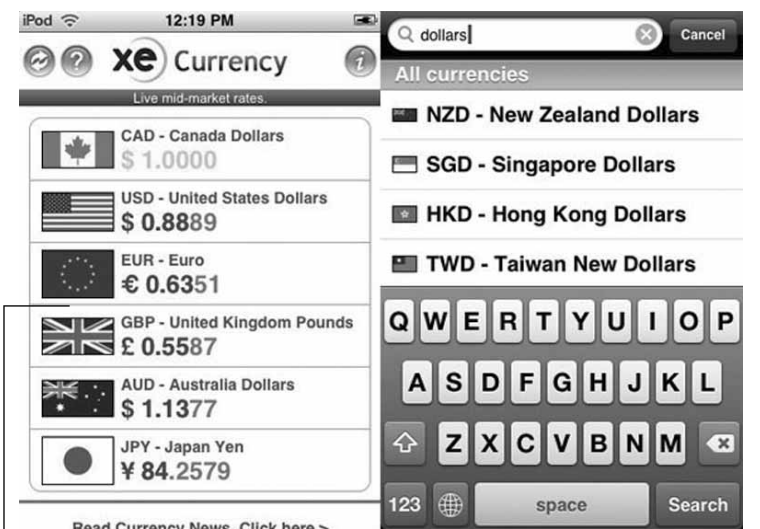 iPod 12:19 PM
xe Currency
Live mid-market rates.
CAD - Canada Dollars
$ 1.0000
USD - United States Dollars
$ 0.8889
EUR - Euro
€ 0.6351
GBP - United Kingdom Pounds
£ 0.5587
AUD - Australia Dollars
$ 1.1377
JPY - Japan Yen
¥ 84.2579
Read Currency News. Click here >
dollars
Cancel
All currencies
NZD - New Zealand Dollars
SGD - Singapore Dollars
HKD - Hong Kong Dollars
TWD - Taiwan New Dollars
Q W E R T Y U I O P
A S D F G H J K L
Z X C V B N M
123 space Search